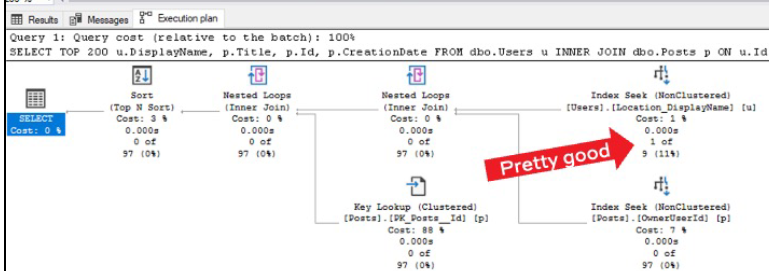 Results Messages Execution plan
Query 1: Query cost (relative to the batch): 100%
SELECT TOP 200 u.DisplayName, p.Title, p.Id, p.CreationDate FROM dbo.Users u INNER JOIN dbo.Posts p ON u.Id
SELECT
Cost: 0 %
Sort
(Top N Sort)
Cost: 3 %
0.000s
0 of
97 (0%)
Nested Loops
(Inner Join)
Cost: 0 %
0.000s
0 of
97 (0%)
Nested Loops
(Inner Join)
Cost: 0 %
0.000s
0 of
97 (0%)
Index Seek (NonClustered)
[Users].[Location_DisplayName] [u]
Cost: 1 %
0.000s
1 of
9 (11%)
Pretty good
Key Lookup (Clustered)
[Posts].[PK_Posts__Id] [p]
Cost: 88 %
0.000s
0 of
97 (0%)
Index Seek (NonClustered)
[Posts].[OwnerUserId] [p]
Cost: 7 %
0.000s
0 of
97 (0%)